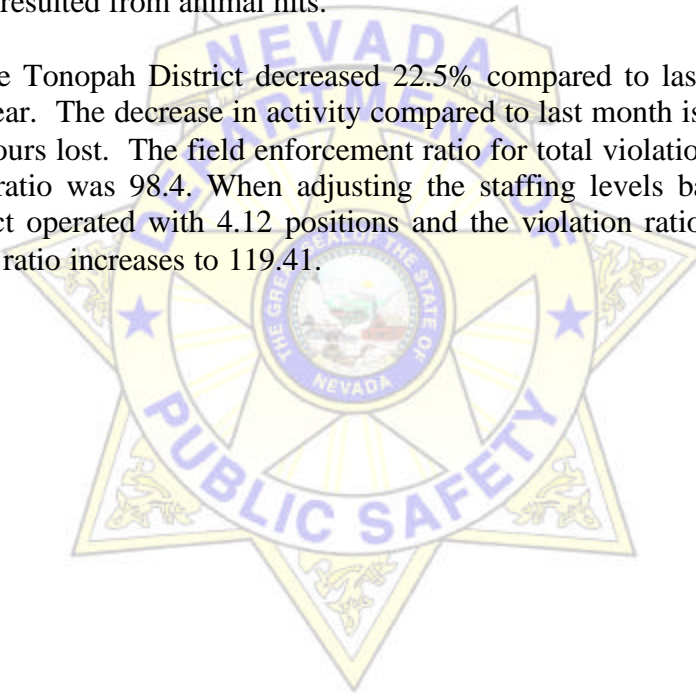 resulted from animal hits.
e Tonopah District decreased 22.5% compared to las
ear. The decrease in activity compared to last month is
ours lost. The field enforcement ratio for total violatio
ratio was 98.4. When adjusting the staffing levels ba
ct operated with 4.12 positions and the violation ratio
ratio increases to 119.41.
NEVADA
DEPARTMENT OF
PUBLIC SAFETY
THE GREAT SEAL OF THE STATE OF
NEVADA